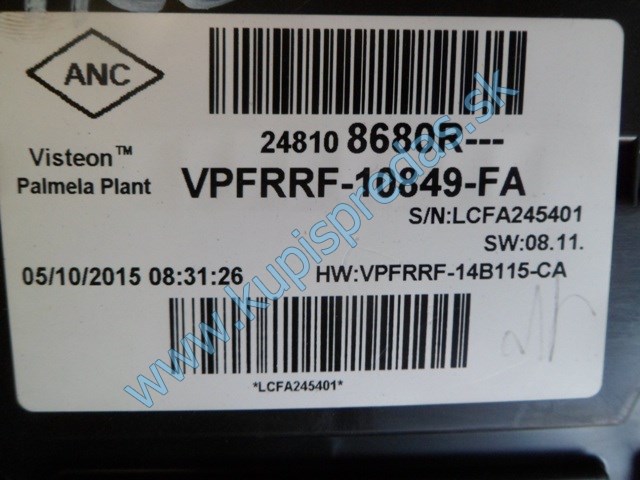 ANC
24810 8680R---
Visteon™
Palmela Plant
VPFRRF-10849-FA
S/N:LCFA245401
SW:08.11.
05/10/2015 08:31:26
HW:VPFRRF-14B115-CA
*LCFA245401*
www.kupispredas.sk